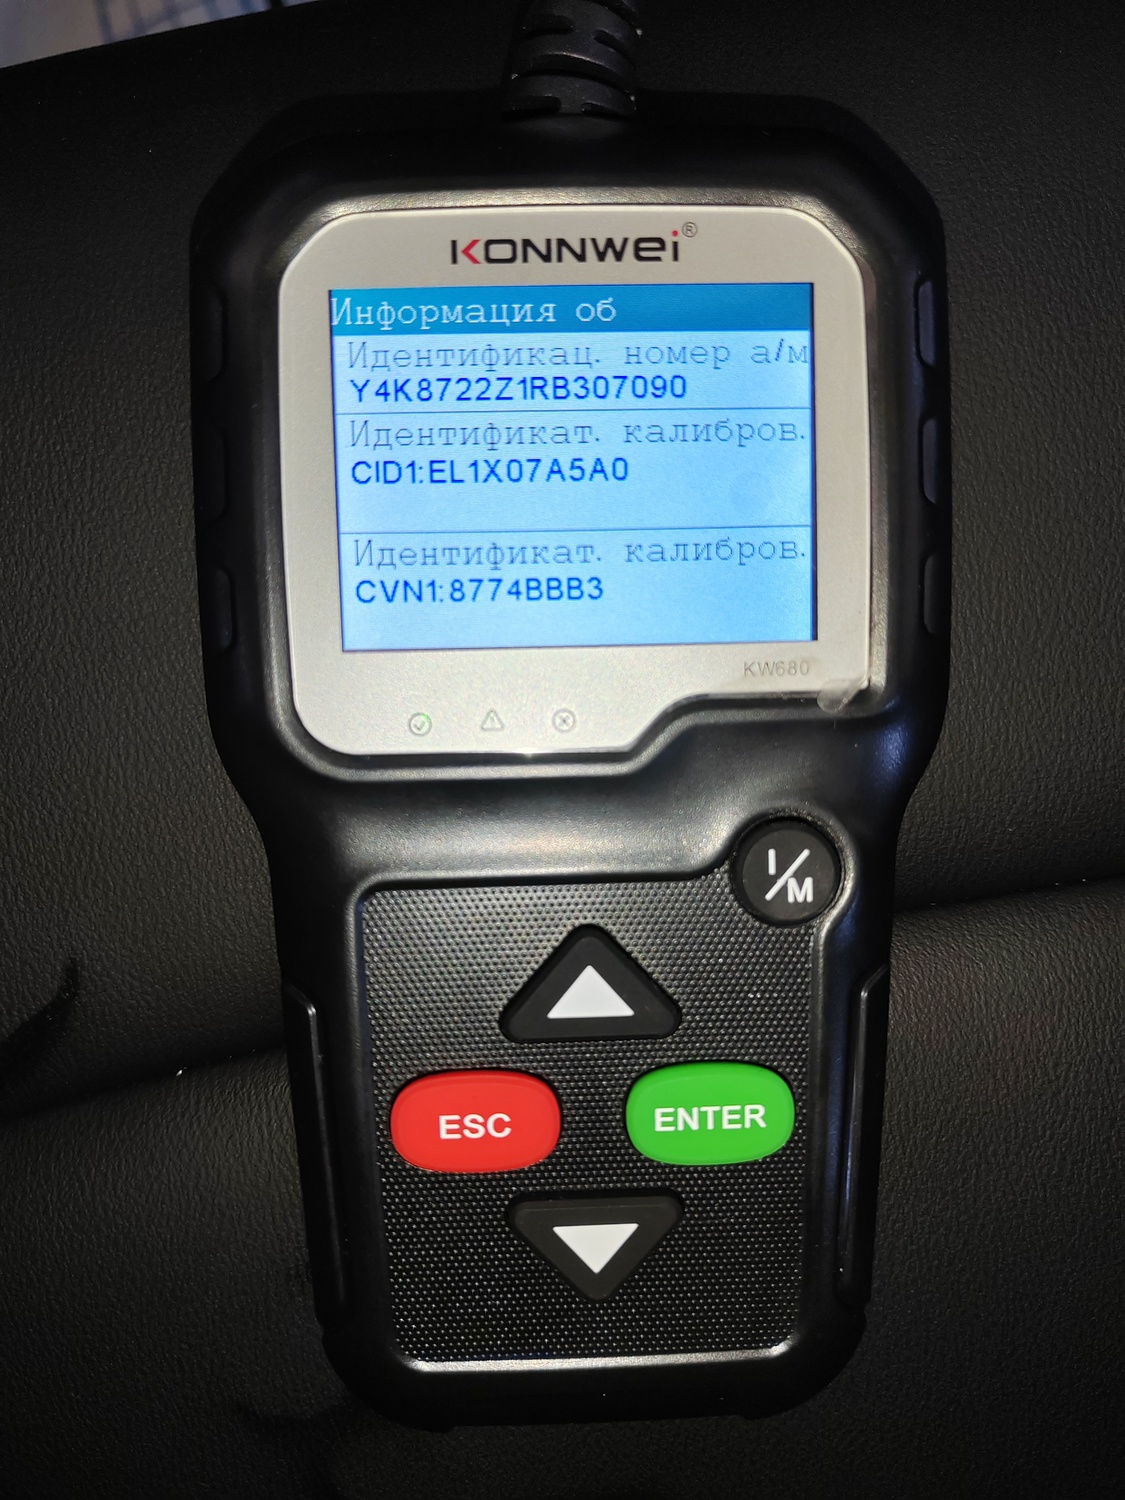 KONNWEI®
Информация об
Идентификац. номер а/м
Y4K8722Z1RB307090
Идентификат. калибров.
CID1:EL1X07A5A0
Идентификат. калибров.
CVN1:8774BBB3
KW680
I/M
ESC
ENTER